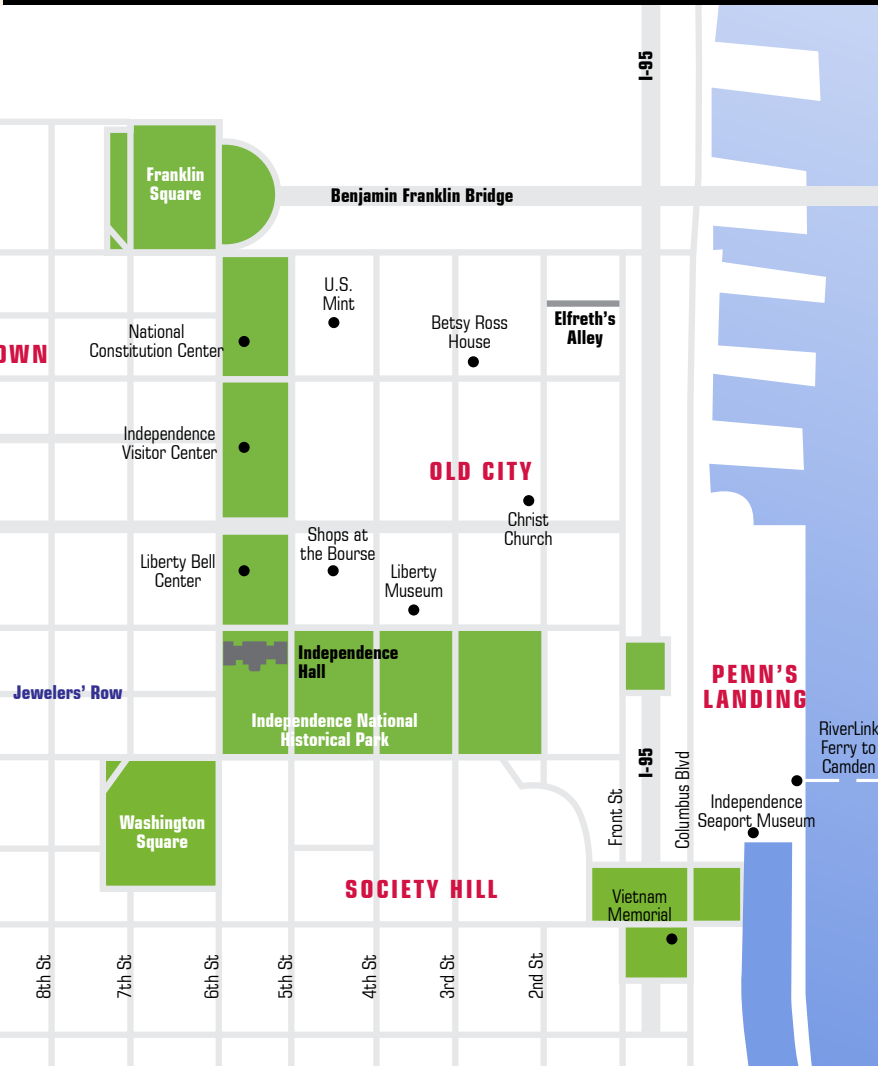 I-95
Franklin
Square
Benjamin Franklin Bridge
U.S.
Mint
National
Constitution Center
Betsy Ross
House
Elfreth's
Alley
OWN
Independence
Visitor Center
OLD CITY
Christ
Church
Shops at
the Bourse
Liberty Bell
Center
Liberty
Museum
Independence
Hall
Jewelers' Row
Independence National
Historical Park
PENN'S
LANDING
RiverLink
Ferry to
Camden
I-95
Columbus Blvd
Front St
Independence
Seaport Museum
Washington
Square
SOCIETY HILL
Vietnam
Memorial
8th St
7th St
6th St
5th St
4th St
3rd St
2nd St